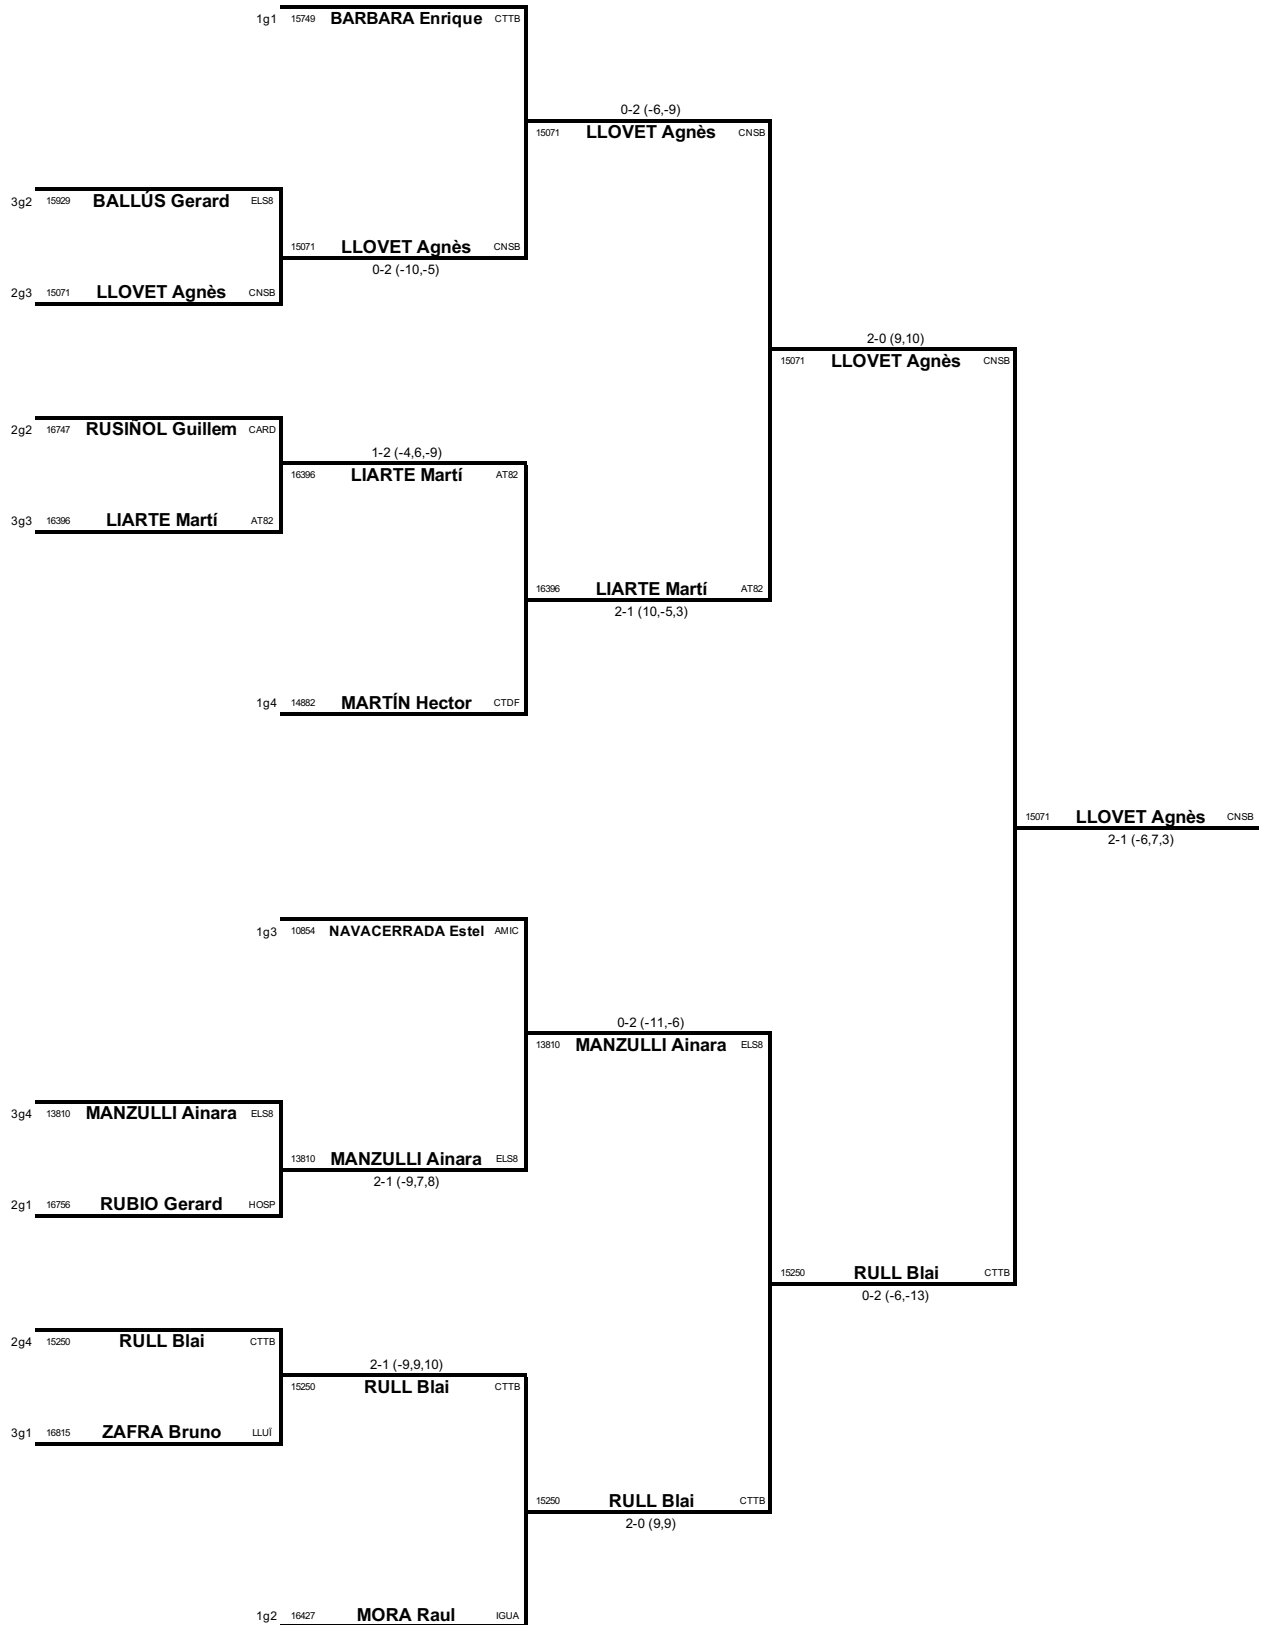 1g1 15749 BARBARA Enrique CTTB
0-2 (-6,-9)
15071 LLOVET Agnès CNSB
3g2 15929 BALLÚS Gerard ELS8
15071 LLOVET Agnès CNSB
0-2 (-10,-5)
2g3 15071 LLOVET Agnès CNSB
2-0 (9,10)
15071 LLOVET Agnès CNSB
2g2 16747 RUSIÑOL Guillem CARD
1-2 (-4,6,-9)
16396 LIARTE Martí AT82
3g3 16396 LIARTE Martí AT82
16396 LIARTE Martí AT82
2-1 (10,-5,3)
1g4 14882 MARTÍN Hector CTDF
15071 LLOVET Agnès CNSB
2-1 (-6,7,3)
1g3 10854 NAVACERRADA Estel AMIC
0-2 (-11,-6)
13810 MANZULLI Ainara ELS8
3g4 13810 MANZULLI Ainara ELS8
13810 MANZULLI Ainara ELS8
2-1 (-9,7,8)
2g1 16756 RUBIO Gerard HOSP
15250 RULL Blai CTTB
0-2 (-6,-13)
2g4 15250 RULL Blai CTTB
2-1 (-9,9,10)
15250 RULL Blai CTTB
3g1 16815 ZAFRA Bruno LLUÏ
15250 RULL Blai CTTB
2-0 (9,9)
1g2 16427 MORA Raul IGUA